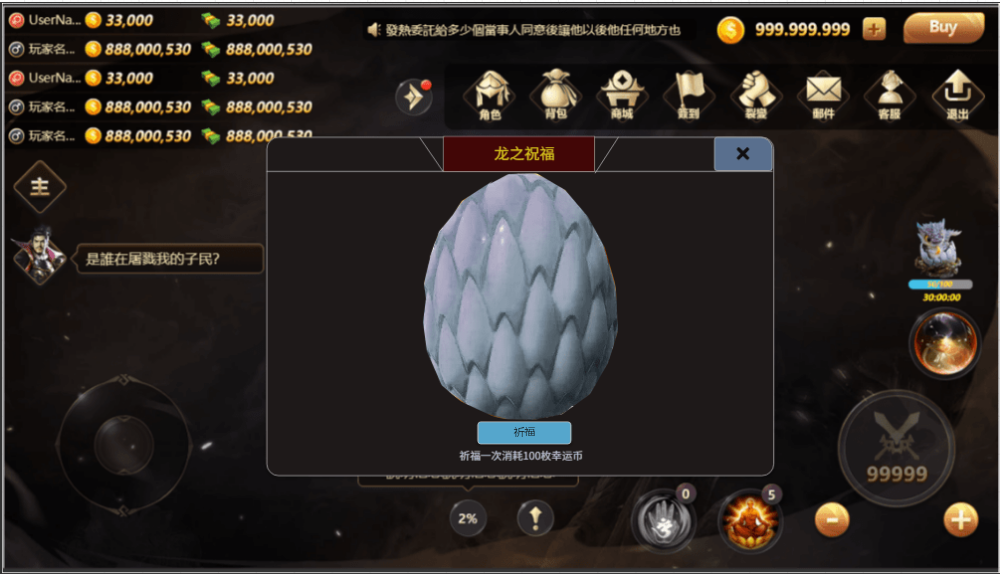 UserNa... 33,000 33,000
玩家名... 888,000,530 888,000,530
UserNa... 33,000 33,000
玩家名... 888,000,530 888,000,530
玩家名... 888,000,530 888,000,530
發熱委託給多少個當事人同意後讓他以後他任何地方也
999.999.999
Buy
角色 背包 商城 簽到 裂變 郵件 客服 退出
主
龙之祝福
是誰在屠戮我的子民?
50/100
30:00:00
祈福
祈福一次消耗100枚幸运币
99999
2%
0
5